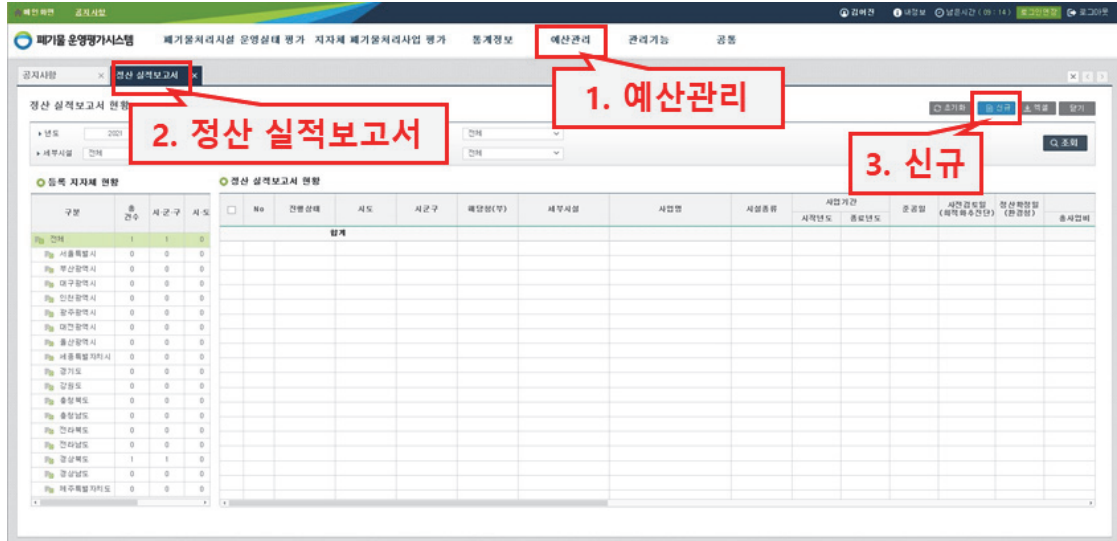 메인화면 공지사항 김여진 내정보 남은시간 ( 09 : 14 ) 로그인연장 로그아웃
폐기물 운영평가시스템 폐기물처리시설 운영실태 평가 지자체 폐기물처리사업 평가 통계정보 예산관리 관리기능 공통
공지사항 × 정산 실적보고서 ×
1. 예산관리
정산 실적보고서 현황
초기화 신규 엑셀 닫기
2. 정산 실적보고서
3. 신규
년도 2021 전체
조회
세부시설 전체 전체
등록 지자체 현황 정산 실적보고서 현황
구분 총 건수 시·군·구 시·도
No 진행상태 시도 시군구 해당청(부) 세부시설 사업명 시설종류 사업기간 시작년도 종료년도 준공일 사전검토일 정산확정일 (환경청) 총사업비
합계
전체 1 1 0
서울특별시 0 0 0
부산광역시 0 0 0
대구광역시 0 0 0
인천광역시 0 0 0
광주광역시 0 0 0
대전광역시 0 0 0
울산광역시 0 0 0
세종특별자치시 0 0 0
경기도 0 0 0
강원도 0 0 0
충청북도 0 0 0
충청남도 0 0 0
전라북도 0 0 0
전라남도 0 0 0
경상북도 1 1 0
경상남도 0 0 0
제주특별자치도 0 0 0